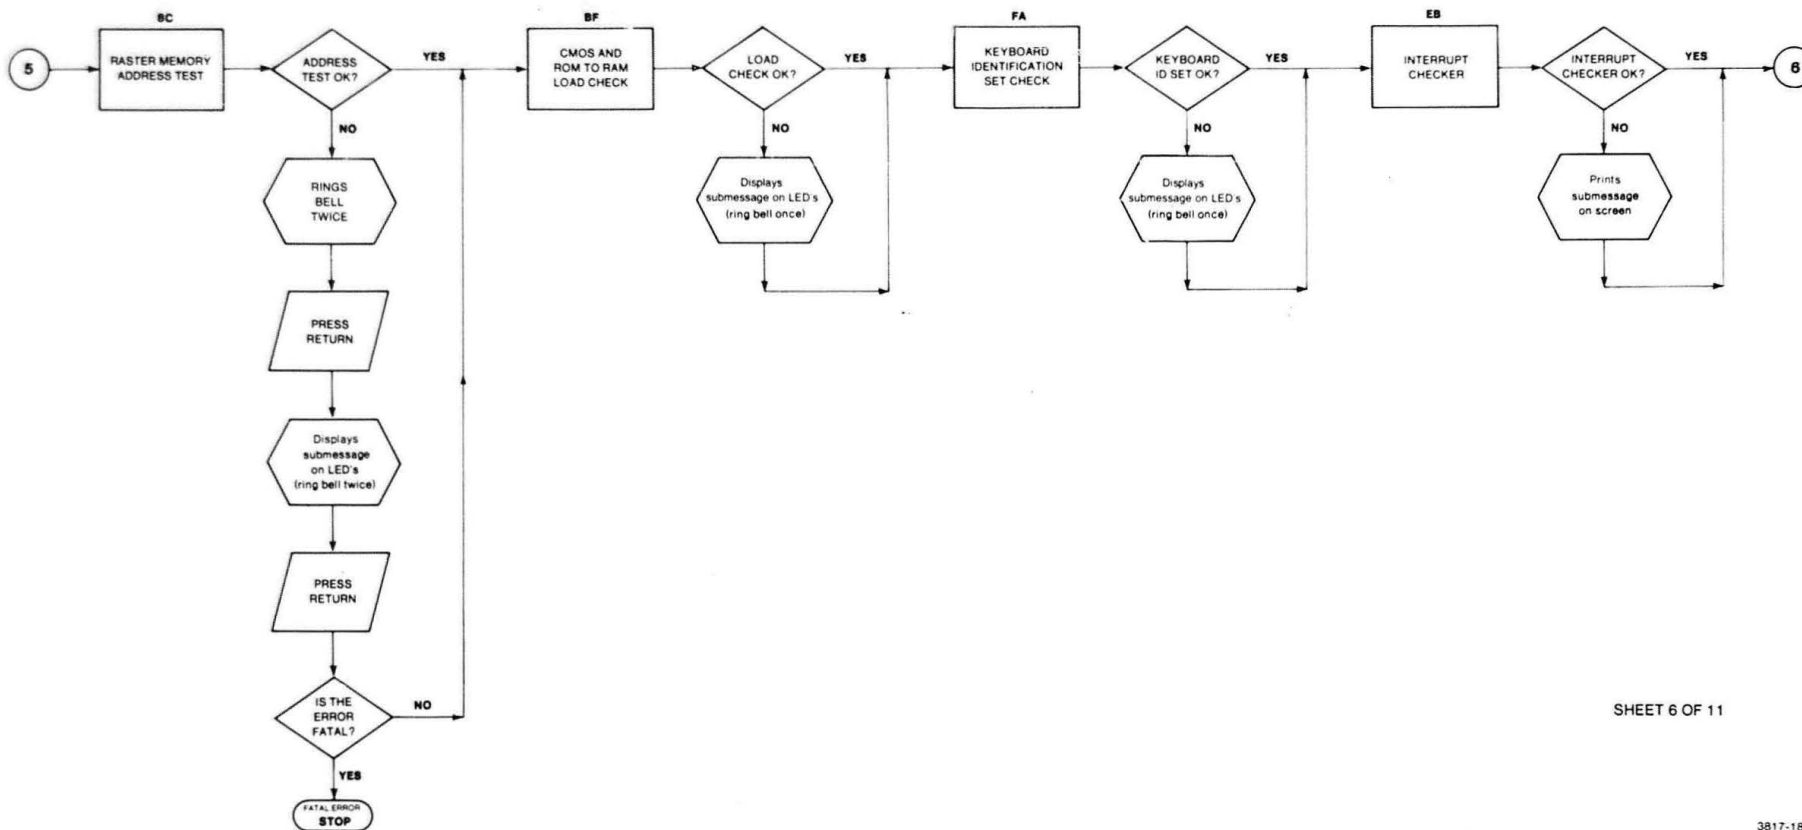 BC
5
RASTER MEMORY
ADDRESS TEST
ADDRESS
TEST OK?
YES
NO
RINGS
BELL
TWICE
PRESS
RETURN
Displays
submessage
on LED's
(ring bell twice)
PRESS
RETURN
IS THE
ERROR
FATAL?
NO
YES
FATAL ERROR
STOP
BF
CMOS AND
ROM TO RAM
LOAD CHECK
LOAD
CHECK OK?
YES
NO
Displays
submessage on LED's
(ring bell once)
FA
KEYBOARD
IDENTIFICATION
SET CHECK
KEYBOARD
ID SET OK?
YES
NO
Displays
submessage on LED's
(ring bell once)
EB
INTERRUPT
CHECKER
INTERRUPT
CHECKER OK?
YES
NO
Prints
submessage
on screen
6
SHEET 6 OF 11
3817-18